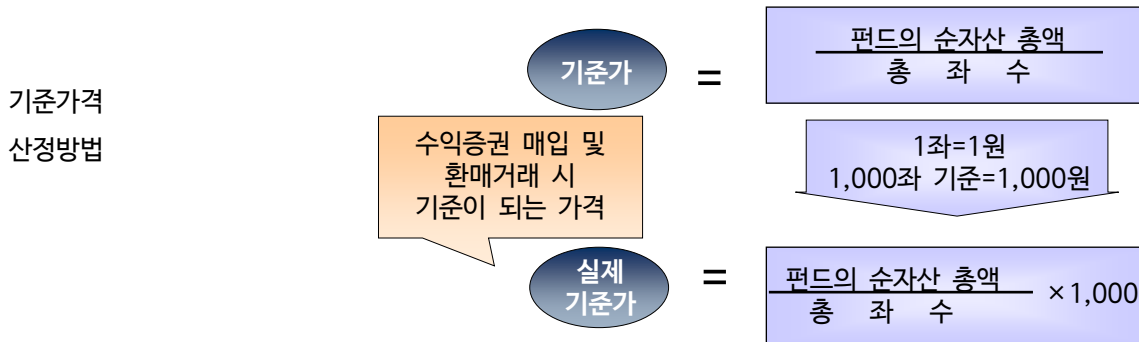 기준가격
산정방법
기준가
=
펀드의 순자산 총액
총 좌 수
수익증권 매입 및
환매거래 시
기준이 되는 가격
1좌=1원
1,000좌 기준=1,000원
실제
기준가
=
펀드의 순자산 총액
총 좌 수
×1,000